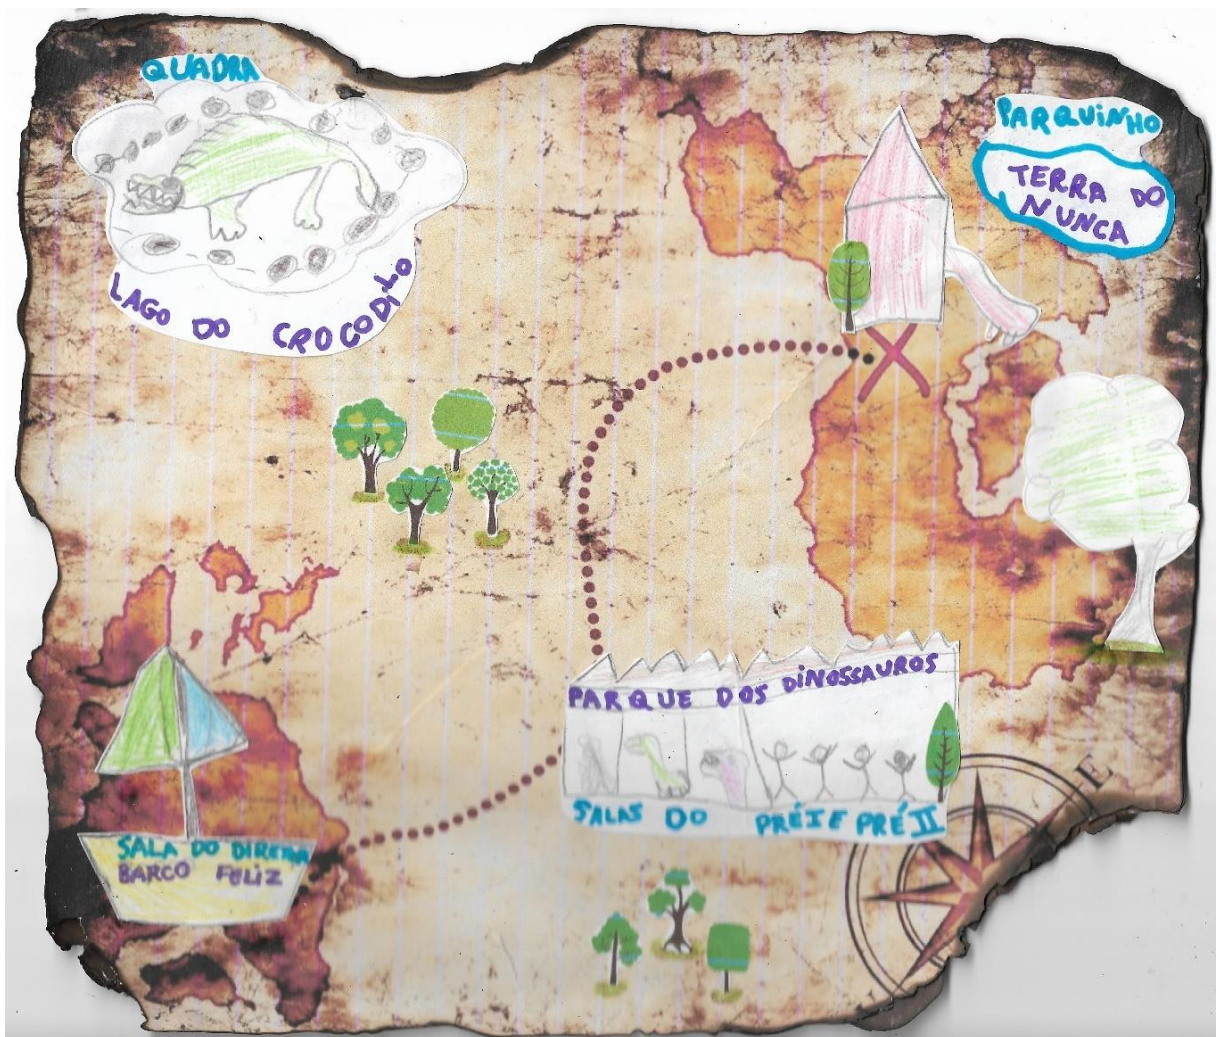 QUADRA
LAGO DO CROCODILO
PARQUINHO
TERRA DO
NUNCA
PARQUE DOS DINOSSAUROS
SALAS DO PRÉ I E PRÉ II
E
SALA DO DIRETOR
BARCO FELIZ